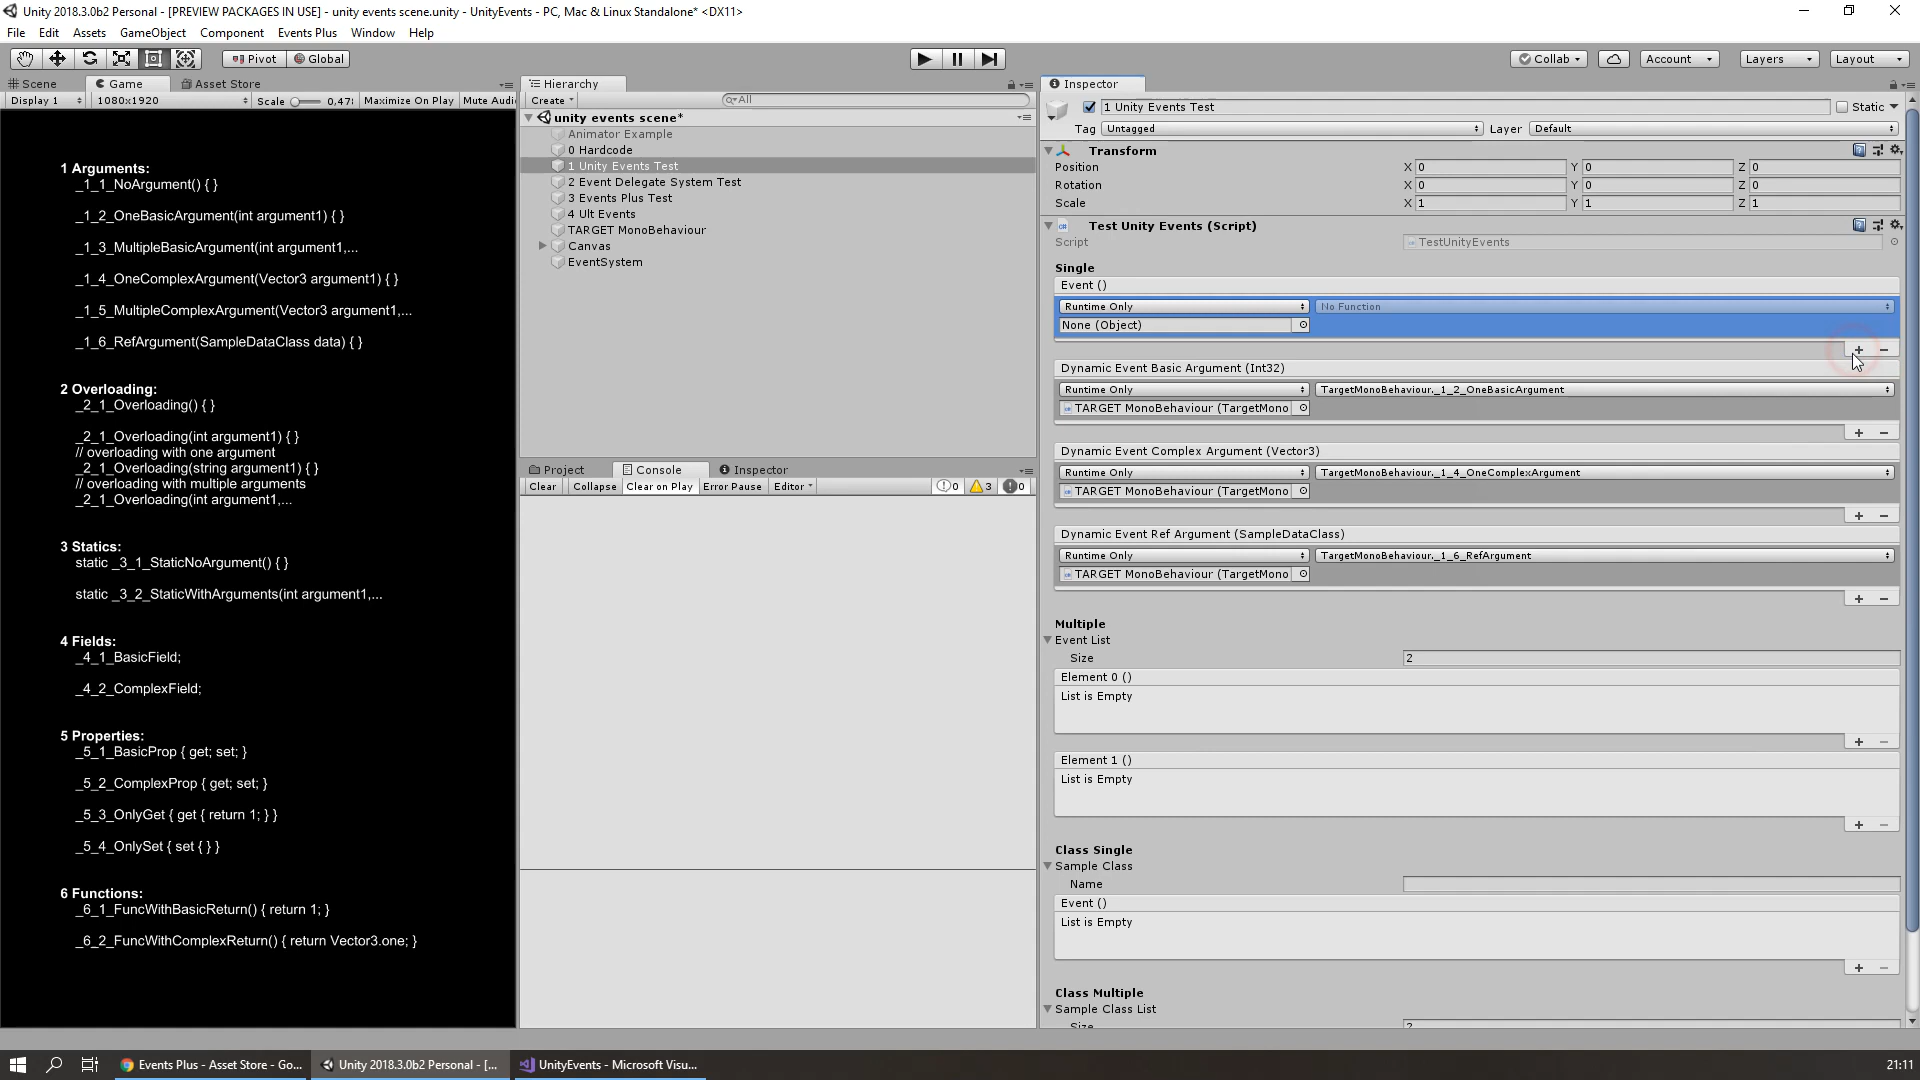 Unity 2018.3.0b2 Personal - [PREVIEW PACKAGES IN USE] - unity events scene.unity - UnityEvents - PC, Mac & Linux Standalone* <DX11>
File Edit Assets GameObject Component Events Plus Window Help
Pivot Global Collab Account Layers Layout
Scene Game Asset Store
Display 1 1080x1920 Scale 0,47: Maximize On Play Mute Audi
1 Arguments:
_1_1_NoArgument() { }
_1_2_OneBasicArgument(int argument1) { }
_1_3_MultipleBasicArgument(int argument1,...
_1_4_OneComplexArgument(Vector3 argument1) { }
_1_5_MultipleComplexArgument(Vector3 argument1,...
_1_6_RefArgument(SampleDataClass data) { }
2 Overloading:
_2_1_Overloading() { }
_2_1_Overloading(int argument1) { }
// overloading with one argument
_2_1_Overloading(string argument1) { }
// overloading with multiple arguments
_2_1_Overloading(int argument1,...
3 Statics:
static _3_1_StaticNoArgument() { }
static _3_2_StaticWithArguments(int argument1,...
4 Fields:
_4_1_BasicField;
_4_2_ComplexField;
5 Properties:
_5_1_BasicProp { get; set; }
_5_2_ComplexProp { get; set; }
_5_3_OnlyGet { get { return 1; } }
_5_4_OnlySet { set { } }
6 Functions:
_6_1_FuncWithBasicReturn() { return 1; }
_6_2_FuncWithComplexReturn() { return Vector3.one; }
Hierarchy
Create All
unity events scene*
Animator Example
0 Hardcode
1 Unity Events Test
2 Event Delegate System Test
3 Events Plus Test
4 Ult Events
TARGET MonoBehaviour
Canvas
EventSystem
Project Console Inspector
Clear Collapse Clear on Play Error Pause Editor 0 3 0
Inspector
1 Unity Events Test Static
Tag Untagged Layer Default
Transform
Position X 0 Y 0 Z 0
Rotation X 0 Y 0 Z 0
Scale X 1 Y 1 Z 1
Test Unity Events (Script)
Script TestUnityEvents
Single
Event ()
Runtime Only No Function
None (Object)
+ −
Dynamic Event Basic Argument (Int32)
Runtime Only TargetMonoBehaviour._1_2_OneBasicArgument
TARGET MonoBehaviour (TargetMono
+ −
Dynamic Event Complex Argument (Vector3)
Runtime Only TargetMonoBehaviour._1_4_OneComplexArgument
TARGET MonoBehaviour (TargetMono
+ −
Dynamic Event Ref Argument (SampleDataClass)
Runtime Only TargetMonoBehaviour._1_6_RefArgument
TARGET MonoBehaviour (TargetMono
+ −
Multiple
Event List
Size 2
Element 0 ()
List is Empty
+ −
Element 1 ()
List is Empty
+ −
Class Single
Sample Class
Name
Event ()
List is Empty
+ −
Class Multiple
Sample Class List
Size 2
Events Plus - Asset Store - Go... Unity 2018.3.0b2 Personal - [... UnityEvents - Microsoft Visu... 21:11